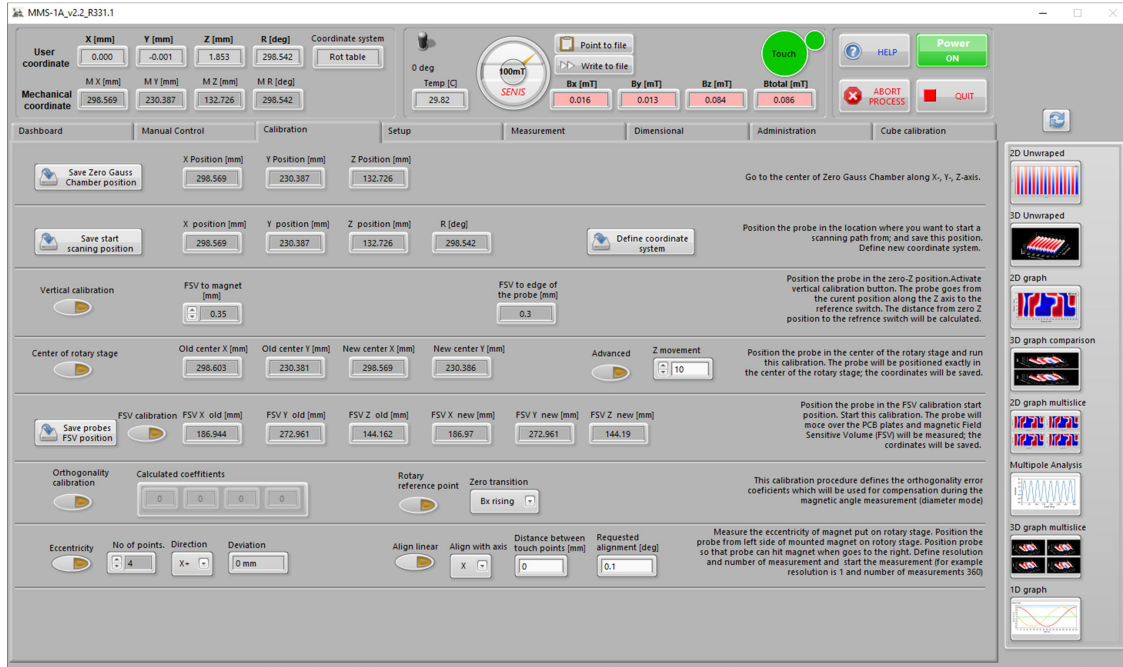 MMS-1A_v2.2_R331.1
X [mm] Y [mm] Z [mm] R [deg] Coordinate system
User coordinate 0.000 -0.001 1.853 298.542 Rot table
M X [mm] M Y [mm] M Z [mm] M R [deg]
Mechanical coordinate 298.569 230.387 132.726 298.542
0 deg
Temp [C]
29.82
100mT
SENIS
Point to file
Write to file
Touch
Bx [mT] By [mT] Bz [mT] Btotal [mT]
0.016 0.013 0.084 0.086
HELP
Power
ON
ABORT
PROCESS
QUIT
Dashboard Manual Control Calibration Setup Measurement Dimensional Administration Cube calibration
X Position [mm] Y Position [mm] Z Position [mm]
Save Zero Gauss
Chamber position
298.569 230.387 132.726
Go to the center of Zero Gauss Chamber along X-, Y-, Z-axis.
X position [mm] Y position [mm] Z position [mm] R [deg]
Save start
scaning position
298.569 230.387 132.726 298.542
Define coordinate
system
Position the probe in the location where you want to start a
scanning path from; and save this position.
Define new coordinate system.
Vertical calibration
FSV to magnet
[mm]
0.35
FSV to edge of
the probe [mm]
0.3
Position the probe in the zero-Z position.Activate
vertical calibration button. The probe goes from
the curent position along the Z axis to the
reference switch. The distance from zero Z
position to the refrence switch will be calculated.
Center of rotary stage
Old center X [mm] Old center Y [mm] New center X [mm] New center Y [mm]
298.603 230.381 298.569 230.386
Advanced
Z movement
10
Position the probe in the center of the rotary stage and run
this calibration. The probe will be positioned exactly in
the center of the rotary stage; the coordinates will be saved.
Save probes
FSV position
FSV calibration FSV X old [mm] FSV Y old [mm] FSV Z old [mm] FSV X new [mm] FSV Y new [mm] FSV Z new [mm]
186.944 272.961 144.162 186.97 272.961 144.19
Position the probe in the FSV calibration start
position. Start this calibration. The probe will
moce over the PCB plates and magnetic Field
Sensitive Volume (FSV) will be measured; the
cordinates will be saved.
Orthogonality
calibration
Calculated coeffitients
0 0 0 0
Rotary
reference point
Zero transition
Bx rising
This calibration procedure defines the orthogonality error
coeficients which will be used for compensation during the
magnetic angle measurement (diameter mode)
Eccentricity
No of points. Direction Deviation
4 X+ 0 mm
Align linear
Align with axis
X
Distance between
touch points [mm]
0
Requested
alignment [deg]
0.1
Measure the eccentricity of magnet put on rotary stage. Position the
probe from left side of mounted magnet on rotary stage. Position probe
so that probe can hit magnet when goes to the right. Define resolution
and number of measurement and start the measurement (for example
resolution is 1 and number of measurements 360)
2D Unwraped
3D Unwraped
2D graph
3D graph comparison
2D graph multislice
Multipole Analysis
3D graph multislice
1D graph